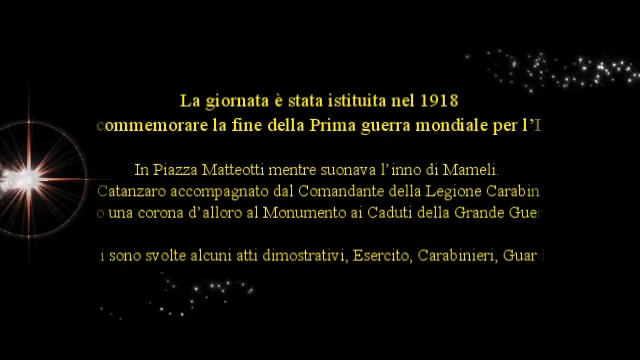 La giornata è stata istituita nel 1918
commemorare la fine della Prima guerra mondiale per
In Piazza Matteotti mentre suonava l'inno di Mameli.
Catanzaro accompagnato dal Comandante della Legione Carabin
una corona d'alloro al Monumento ai Caduti della Grande Gue
i sono svolte alcuni atti dimostrativi, Esercito, Carabinieri, Guar